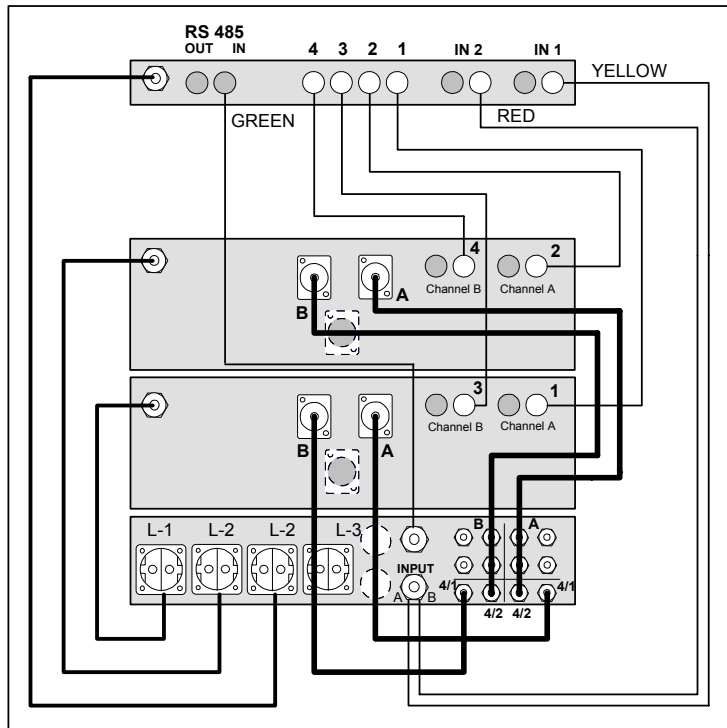 RS 485
OUT IN 4 3 2 1 IN 2 IN 1
YELLOW
GREEN RED
4 2
Channel B Channel A
B A
3 1
Channel B Channel A
B A
L-1 L-2 L-2 L-3
B A
INPUT
A B
4/1 4/2 4/2 4/1